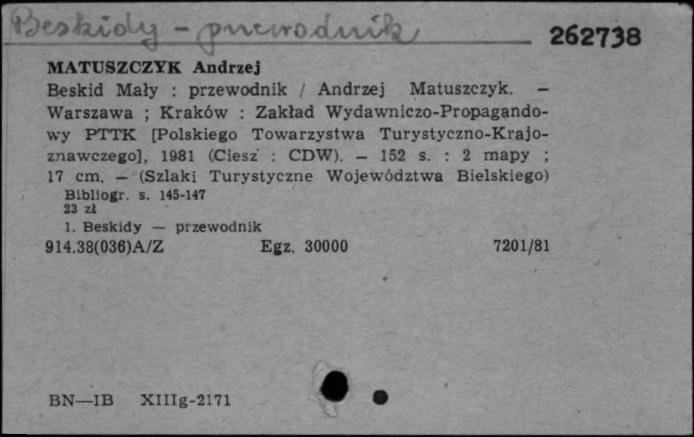 Beskidy - przewodnik
262738
MATUSZCZYK Andrzej
Beskid Mały : przewodnik / Andrzej Matuszczyk. —
Warszawa ; Kraków : Zakład Wydawniczo-Propagando-
wy PTTK [Polskiego Towarzystwa Turystyczno-Krajo-
znawczego], 1981 (Ciesz : CDW). — 152 s. : 2 mapy ;
17 cm. — (Szlaki Turystyczne Województwa Bielskiego)
Bibliogr. s. 145-147
23 zł
1. Beskidy — przewodnik
914.38(036)A/Z Egz. 30000 7201/81
BN—IB XIIIg-2171